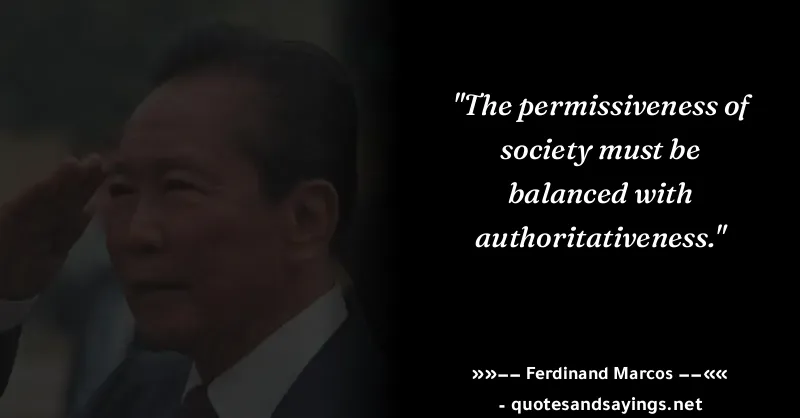 "The permissiveness of
society must be
balanced with
authoritativeness."
»»−− Ferdinand Marcos −−««
- quotesandsayings.net